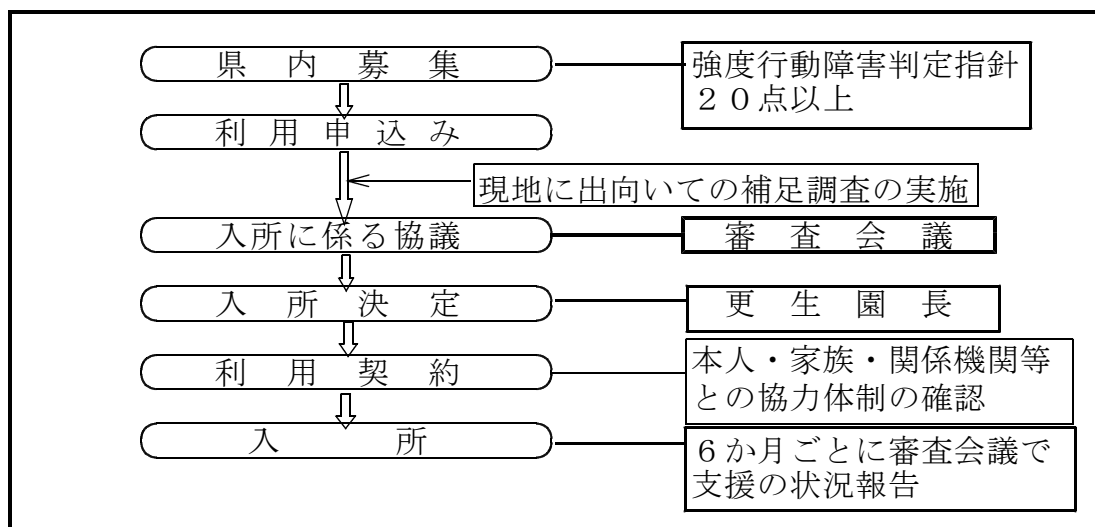 県内募集
強度行動障害判定指針
２０点以上
利用申込み
現地に出向いての補足調査の実施
入所に係る協議
審査会議
入所決定
更生園長
利用契約
本人・家族・関係機関等
との協力体制の確認
入所
６か月ごとに審査会議で
支援の状況報告